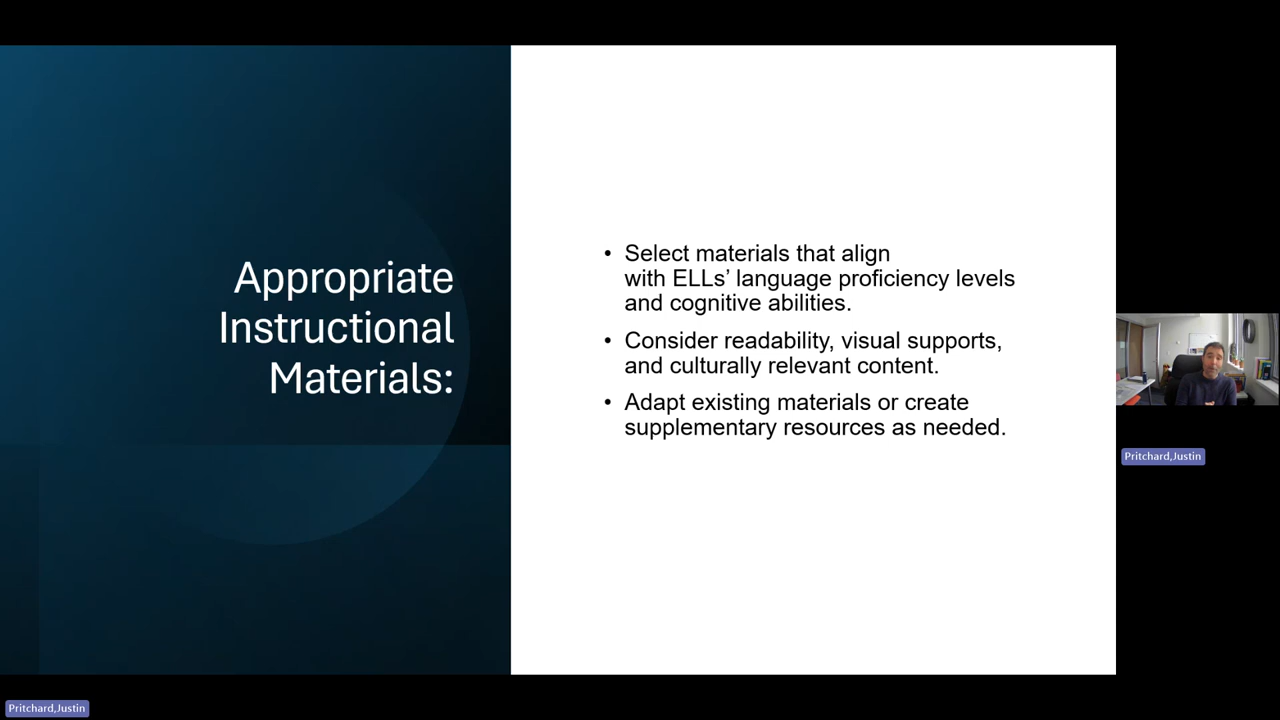 Appropriate
Instructional
Materials:
• Select materials that align
with ELLs’ language proficiency levels
and cognitive abilities.
• Consider readability, visual supports,
and culturally relevant content.
• Adapt existing materials or create
supplementary resources as needed.
Pritchard,Justin
Pritchard,Justin